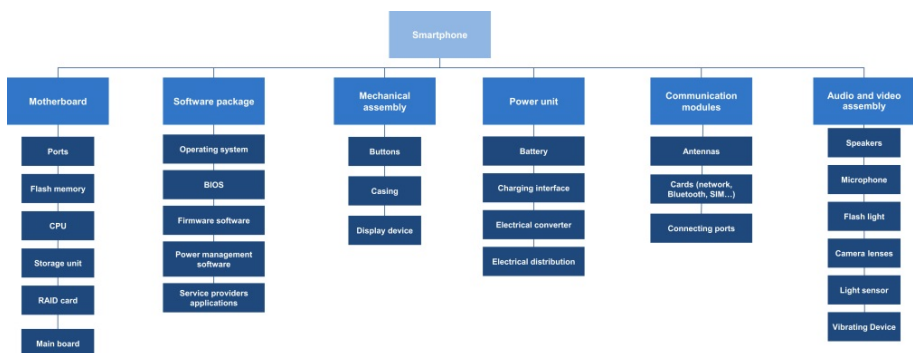 Smartphone
Motherboard
Software package
Mechanical
assembly
Power unit
Communication
modules
Audio and video
assembly
Ports
Flash memory
CPU
Storage unit
RAID card
Main board
Operating system
BIOS
Firmware software
Power management
software
Service providers
applications
Buttons
Casing
Display device
Battery
Charging interface
Electrical converter
Electrical distribution
Antennas
Cards (network,
Bluetooth, SIM...)
Connecting ports
Speakers
Microphone
Flash light
Camera lenses
Light sensor
Vibrating Device